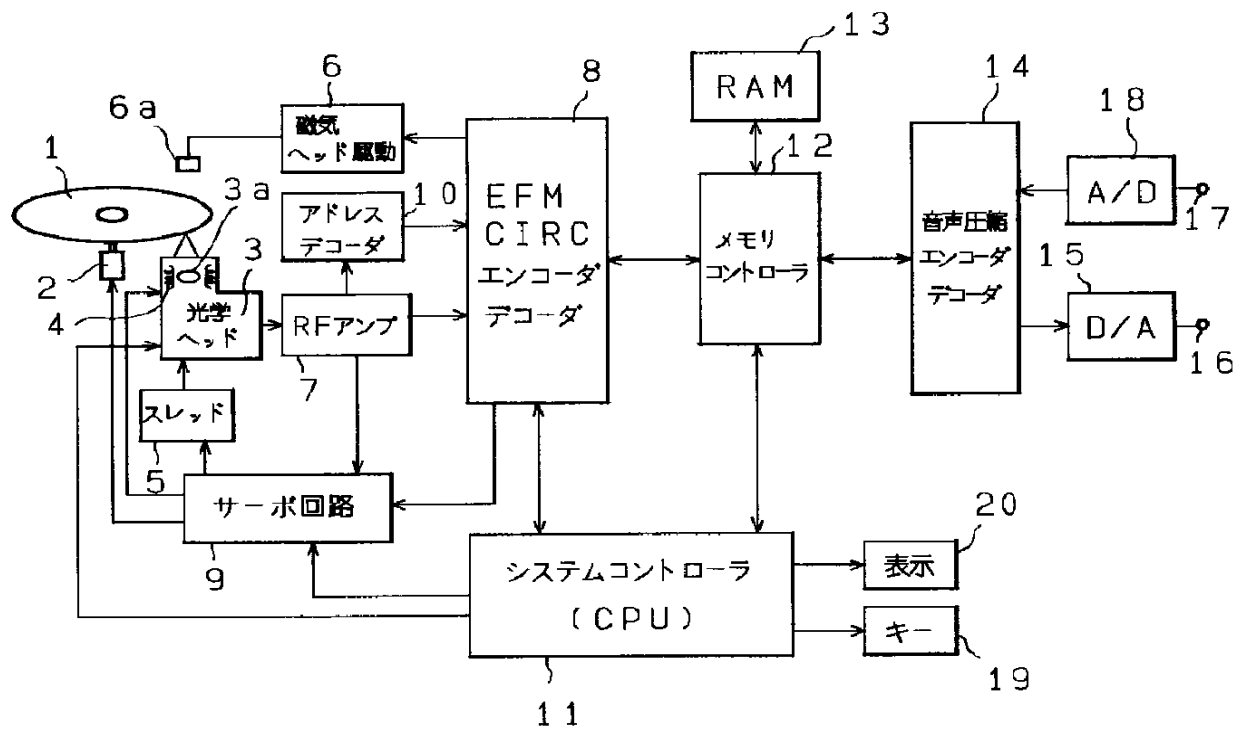 13
RAM
6
6a
磁気
ヘッド駆動
8
EFM
CIRC
エンコーダ
デコーダ
14
音声圧縮
エンコーダ
デコーダ
18
A/D
17
12
メモリ
コントローラ
1
3a
10
アドレス
デコーダ
2
3
4
光学
ヘッド
RFアンプ
7
15
D/A
16
スレッド
5
サーボ回路
9
システムコントローラ
(CPU)
11
20
表示
キー
19